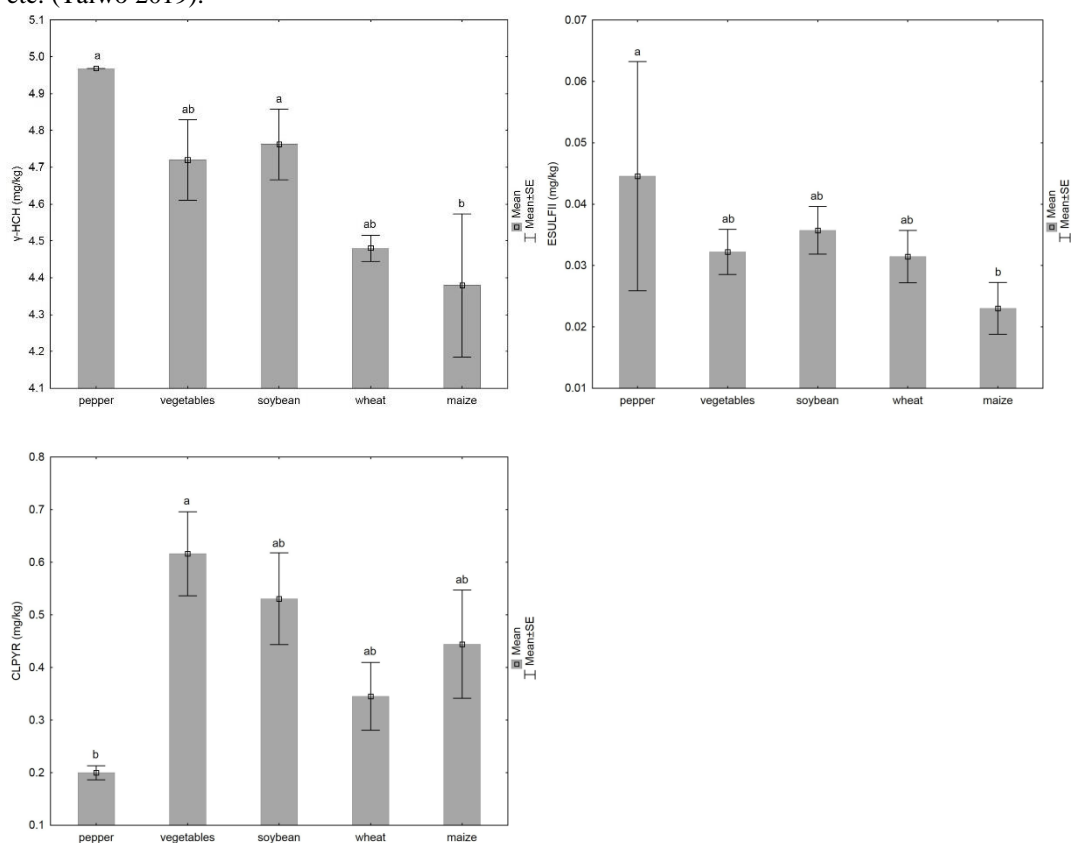 etc. (Taiwo 2019).
5.1
5.0
4.9
4.8
4.7
4.6
4.5
4.4
4.3
4.2
4.1
γ-HCH (mg/kg)
a
ab
a
ab
b
pepper vegetables soybean wheat maize
Mean
Mean±SE
0.07
0.06
0.05
0.04
0.03
0.02
0.01
ESULFII (mg/kg)
a
ab
ab
ab
b
pepper vegetables soybean wheat maize
Mean
Mean±SE
0.8
0.7
0.6
0.5
0.4
0.3
0.2
0.1
CLPYR (mg/kg)
b
a
ab
ab
ab
pepper vegetables soybean wheat maize
Mean
Mean±SE